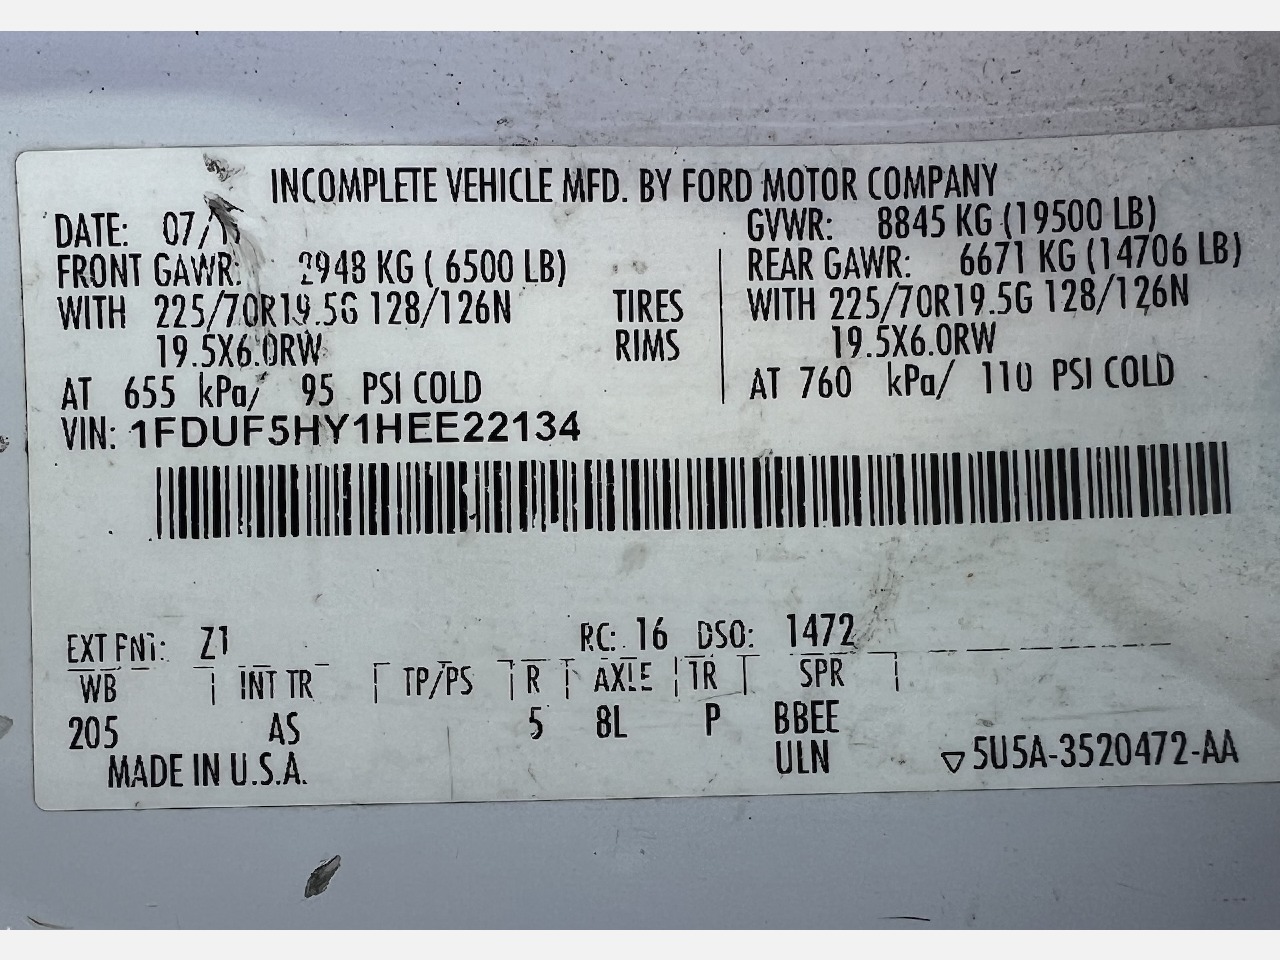 INCOMPLETE VEHICLE MFD. BY FORD MOTOR COMPANY
DATE: 07/ GVWR: 8845 KG (19500 LB)
FRONT GAWR: 2948 KG ( 6500 LB) REAR GAWR: 6671 KG (14706 LB)
WITH 225/70R19.5G 128/126N TIRES WITH 225/70R19.5G 128/126N
19.5X6.0RW RIMS 19.5X6.0RW
AT 655 kPa/ 95 PSI COLD AT 760 kPa/ 110 PSI COLD
VIN: 1FDUF5HY1HEE22134
EXT PNT: Z1 RC: 16 DSO: 1472
WB INT TR TP/PS R AXLE TR SPR
205 AS 5 8L P BBEE
MADE IN U.S.A. ULN ▽5U5A-3520472-AA